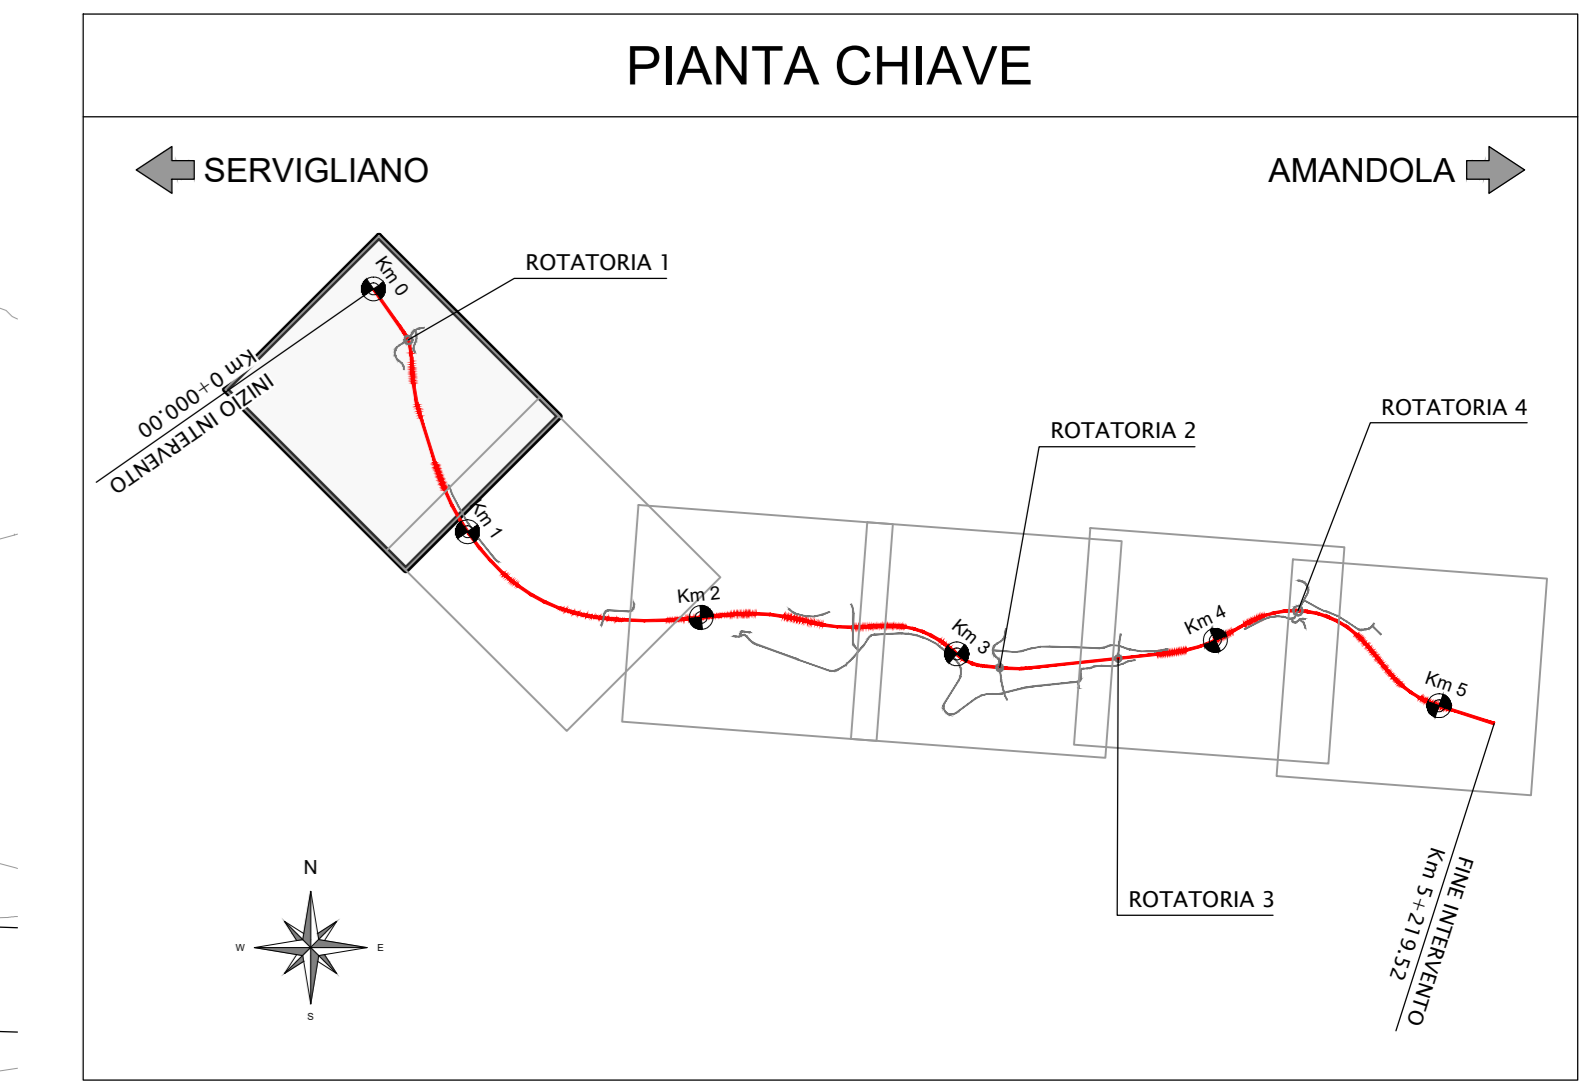 PIANTA CHIAVE
SERVIGLIANO
AMANDOLA
Km 0
ROTATORIA 1
Km 0+000.00
INIZIO INTERVENTO
ROTATORIA 4
ROTATORIA 2
Km 1
Km 2
Km 3
Km 4
Km 5
ROTATORIA 3
FINE INTERVENTO
Km 5+219.52
N
W
E
S